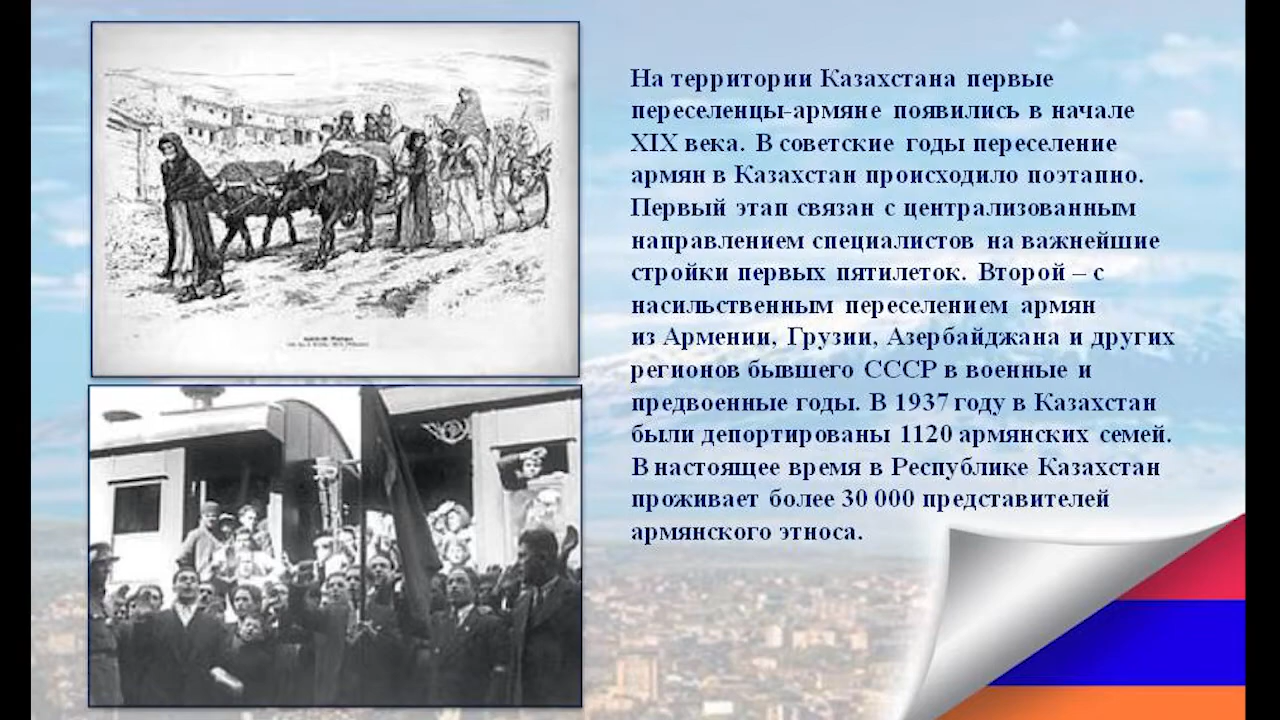 На территории Казахстана первые
переселенцы-армяне появились в начале
XIX века. В советские годы переселение
армян в Казахстан происходило поэтапно.
Первый этап связан с централизованным
направлением специалистов на важнейшие
стройки первых пятилеток. Второй – с
насильственным переселением армян
из Армении, Грузии, Азербайджана и других
регионов бывшего СССР в военные и
предвоенные годы. В 1937 году в Казахстан
были депортированы 1120 армянских семей.
В настоящее время в Республике Казахстан
проживает более 30 000 представителей
армянского этноса.